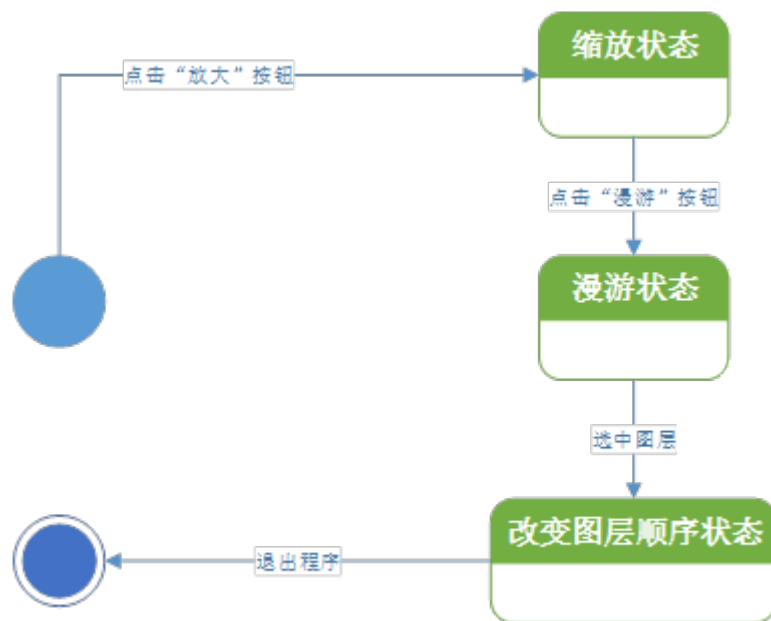 缩放状态
点击“放大”按钮
点击“漫游”按钮
漫游状态
选中图层
改变图层顺序状态
退出程序